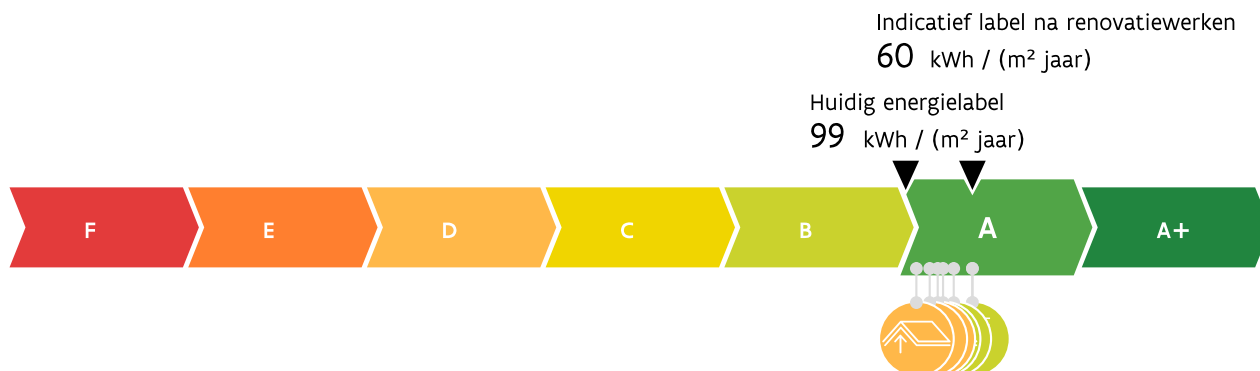 Indicatief label na renovatiewerken
60 kWh / (m² jaar)
Huidig energielabel
99 kWh / (m² jaar)
F E D C B A A+